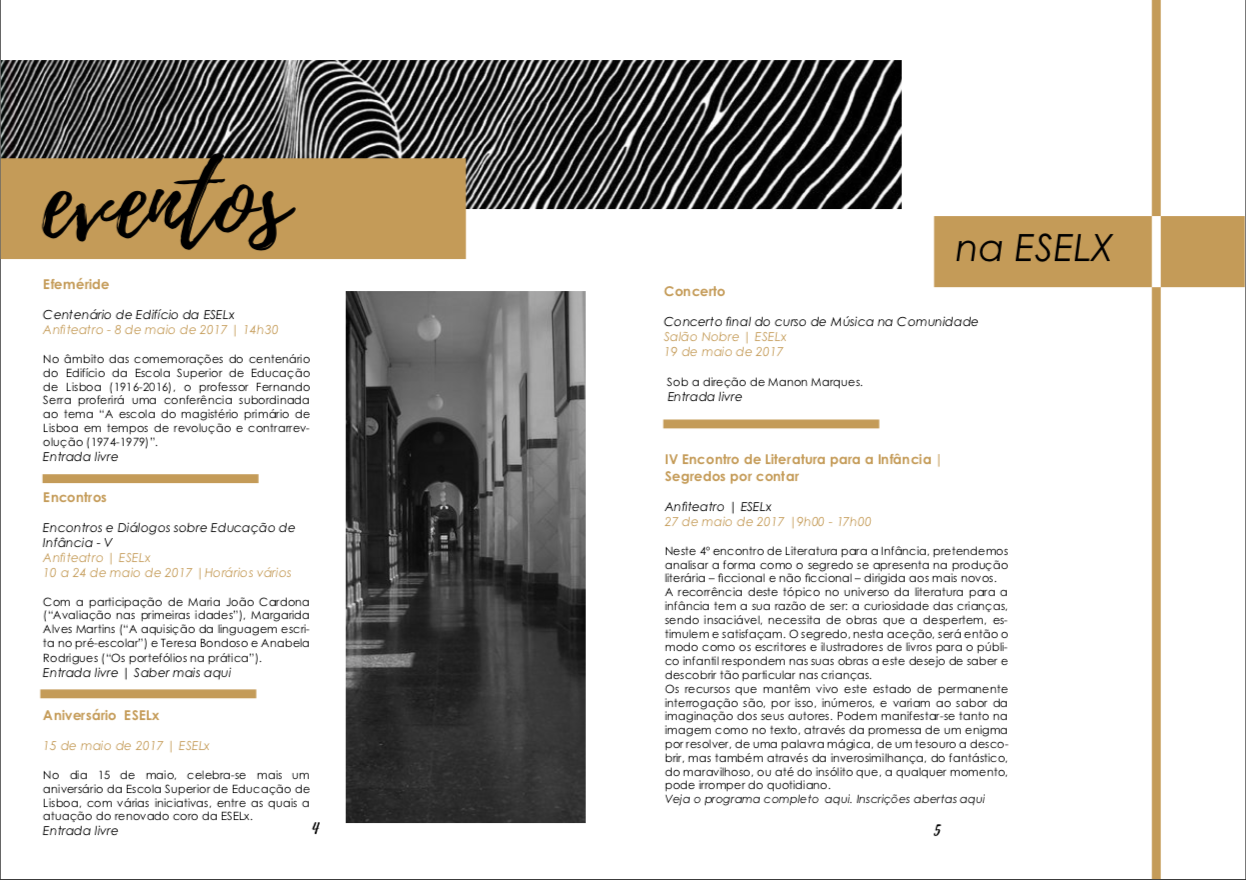 eventos
na ESELX
Efeméride
Centenário de Edifício da ESELx
Anfiteatro - 8 de maio de 2017 | 14h30
No âmbito das comemorações do centenário
do Edifício da Escola Superior de Educação
de Lisboa (1916-2016), o professor Fernando
Serra proferirá uma conferência subordinada
ao tema “A escola do magistério primário de
Lisboa em tempos de revolução e contrarrev-
olução (1974-1979)”.
Entrada livre
Encontros
Encontros e Diálogos sobre Educação de
Infância - V
Anfiteatro | ESELx
10 a 24 de maio de 2017 |Horários vários
Com a participação de Maria João Cardona
(“Avaliação nas primeiras idades”), Margarida
Alves Martins (“A aquisição da linguagem escri-
ta no pré-escolar”) e Teresa Bondoso e Anabela
Rodrigues (“Os portefólios na prática”).
Entrada livre | Saber mais aqui
Aniversário ESELx
15 de maio de 2017 | ESELx
No dia 15 de maio, celebra-se mais um
aniversário da Escola Superior de Educação de
Lisboa, com várias iniciativas, entre as quais a
atuação do renovado coro da ESELx.
Entrada livre
4
Concerto
Concerto final do curso de Música na Comunidade
Salão Nobre | ESELx
19 de maio de 2017
Sob a direção de Manon Marques.
Entrada livre
IV Encontro de Literatura para a Infância |
Segredos por contar
Anfiteatro | ESELx
27 de maio de 2017 |9h00 - 17h00
Neste 4º encontro de Literatura para a Infância, pretendemos
analisar a forma como o segredo se apresenta na produção
literária – ficcional e não ficcional – dirigida aos mais novos.
A recorrência deste tópico no universo da literatura para a
infância tem a sua razão de ser: a curiosidade das crianças,
sendo insaciável, necessita de obras que a despertem, es-
timulem e satisfaçam. O segredo, nesta aceção, será então o
modo como os escritores e ilustradores de livros para o públi-
co infantil respondem nas suas obras a este desejo de saber e
descobrir tão particular nas crianças.
Os recursos que mantêm vivo este estado de permanente
interrogação são, por isso, inúmeros, e variam ao sabor da
imaginação dos seus autores. Podem manifestar-se tanto na
imagem como no texto, através da promessa de um enigma
por resolver, de uma palavra mágica, de um tesouro a desco-
brir, mas também através da inverosimilhança, do fantástico,
do maravilhoso, ou até do insólito que, a qualquer momento,
pode irromper do quotidiano.
Veja o programa completo aqui. Inscrições abertas aqui
5